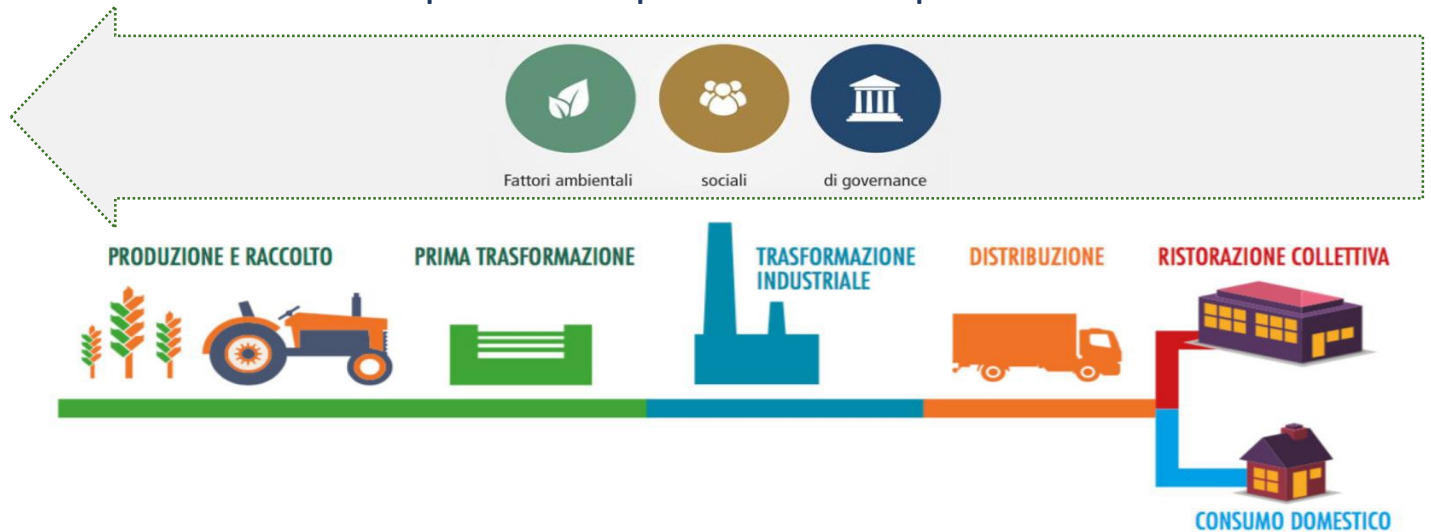 Fattori ambientali
sociali
di governance
PRODUZIONE E RACCOLTO
PRIMA TRASFORMAZIONE
TRASFORMAZIONE
INDUSTRIALE
DISTRIBUZIONE
RISTORAZIONE COLLETTIVA
CONSUMO DOMESTICO